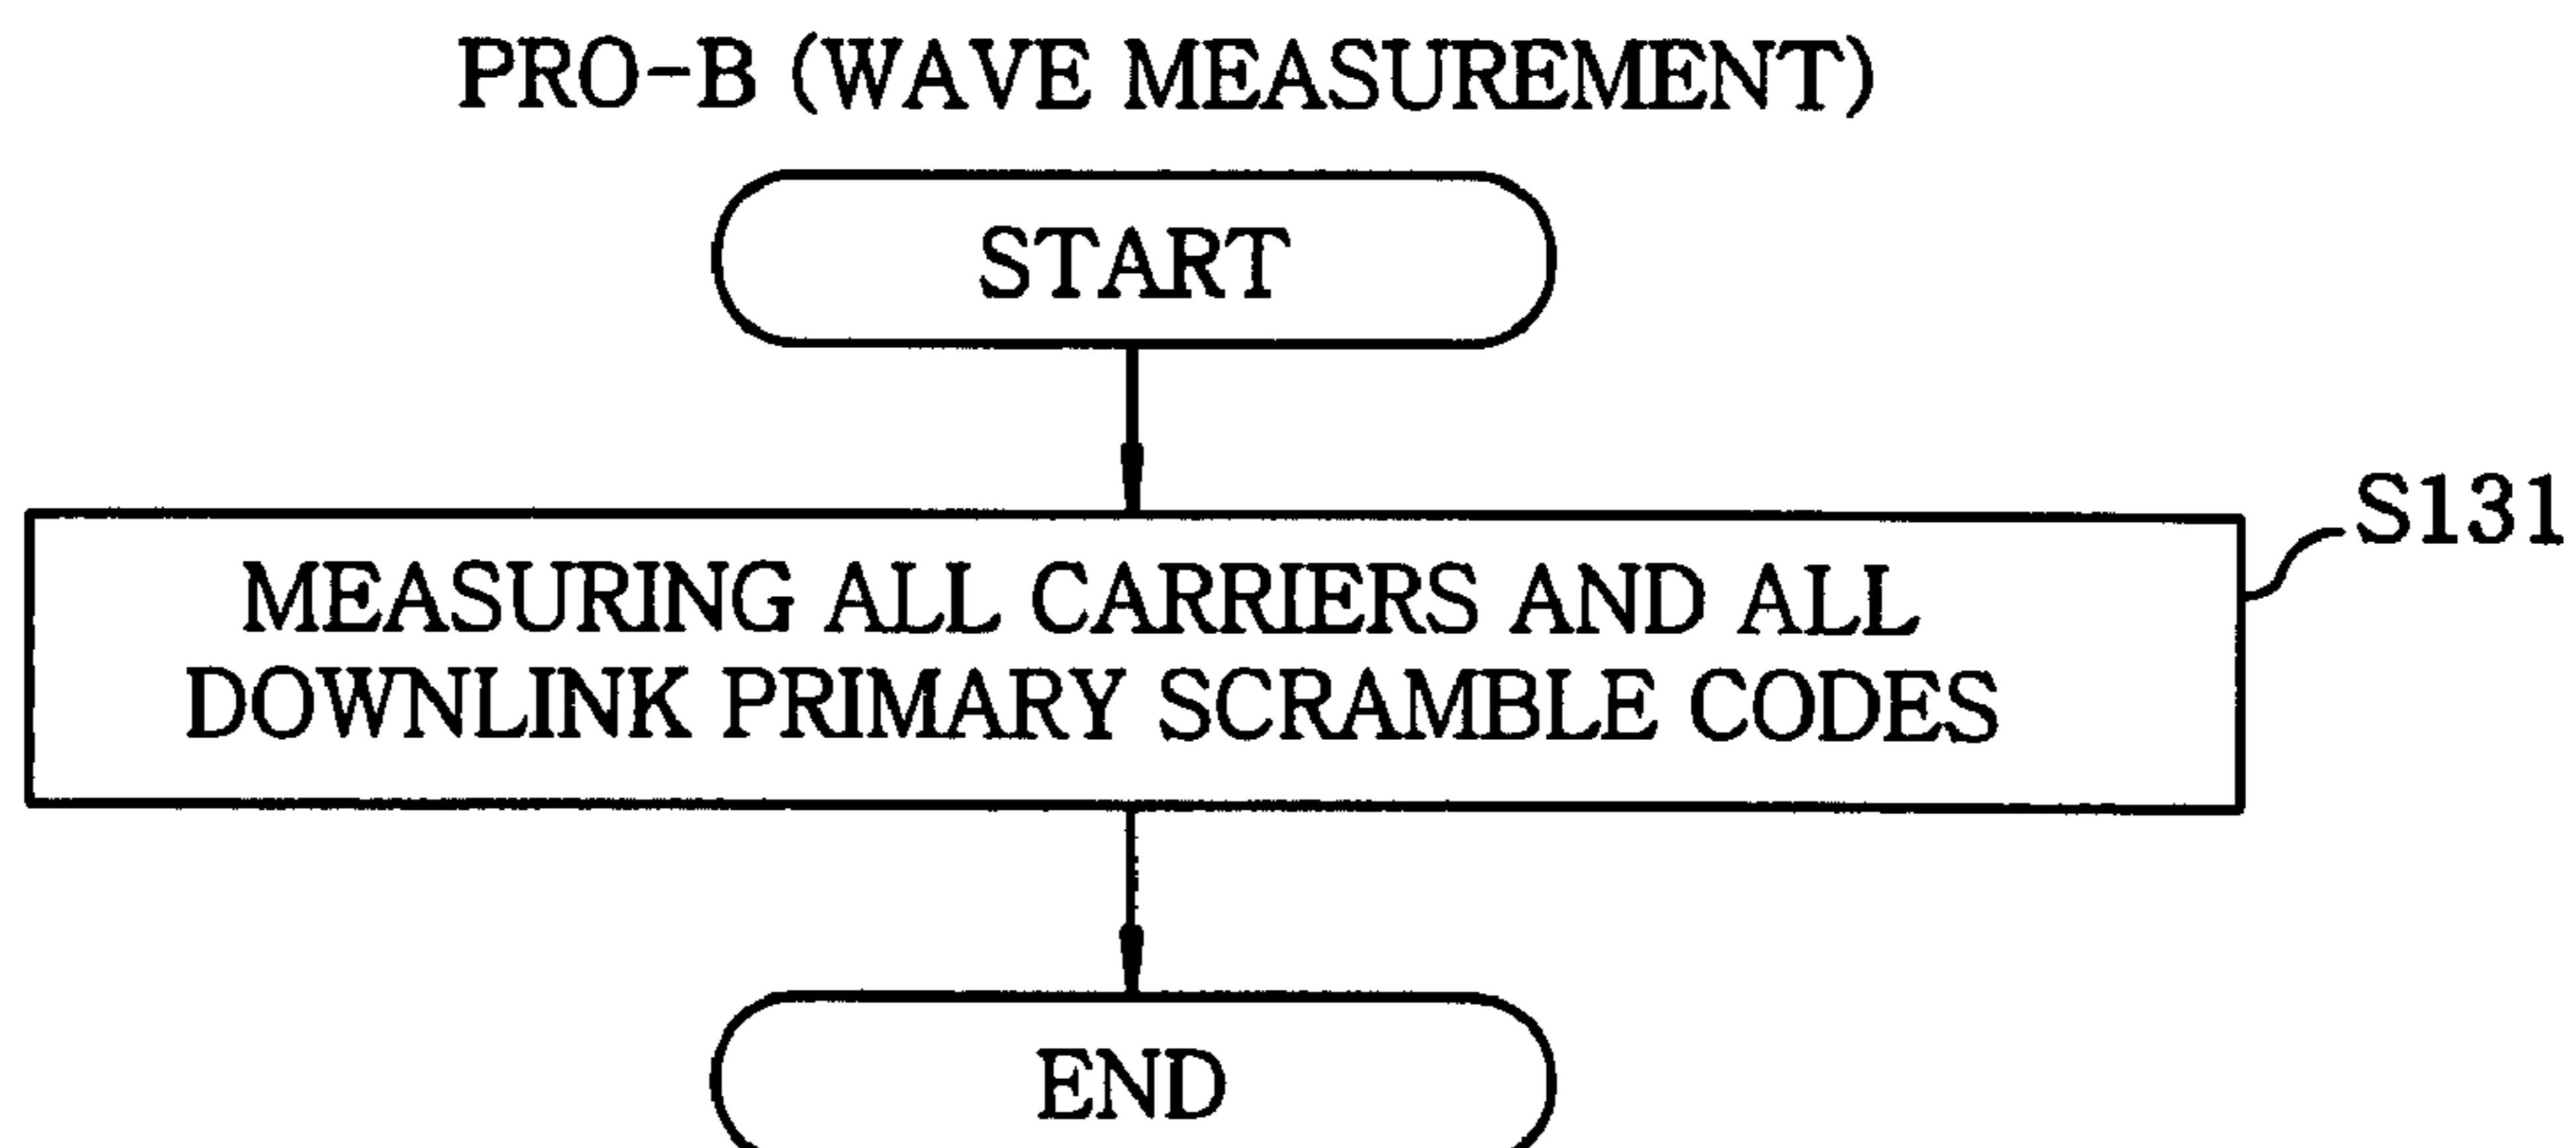 PRO-B (WAVE MEASUREMENT)
START
S131
MEASURING ALL CARRIERS AND ALL
DOWNLINK PRIMARY SCRAMBLE CODES
END